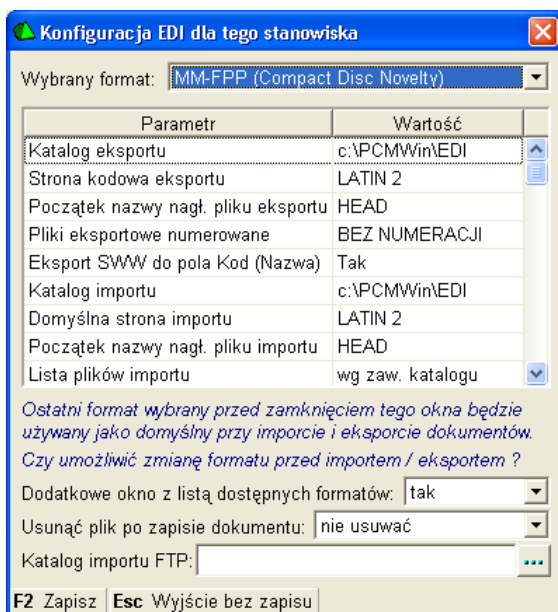 Konfiguracja EDI dla tego stanowiska
Wybrany format: MM-FPP (Compact Disc Novelty)
Parametr Wartość
Katalog eksportu c:\PCMWin\EDI
Strona kodowa eksportu LATIN 2
Początek nazwy nagł. pliku eksportu HEAD
Pliki eksportowe numerowane BEZ NUMERACJI
Eksport SWW do pola Kod (Nazwa) Tak
Katalog importu c:\PCMWin\EDI
Domyślna strona importu LATIN 2
Początek nazwy nagł. pliku importu HEAD
Lista plików importu wg zaw. katalogu
Ostatni format wybrany przed zamknięciem tego okna będzie
używany jako domyślny przy imporcie i eksporcie dokumentów.
Czy umożliwić zmianę formatu przed importem / eksportem ?
Dodatkowe okno z listą dostępnych formatów: tak
Usunąć plik po zapisie dokumentu: nie usuwać
Katalog importu FTP: ...
F2 Zapisz Esc Wyjście bez zapisu